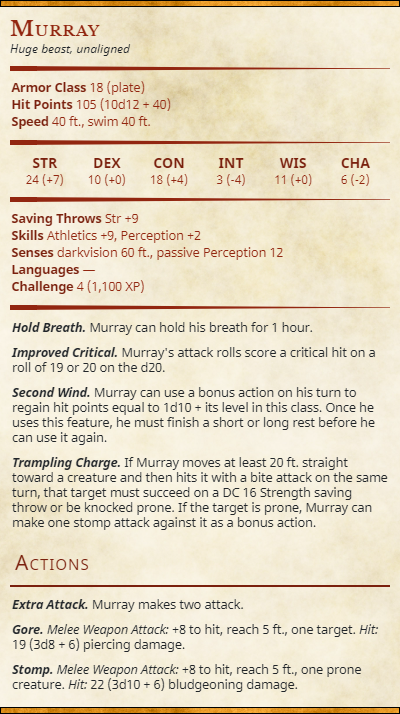 Murray
Huge beast, unaligned
Armor Class 18 (plate)
Hit Points 105 (10d12 + 40)
Speed 40 ft., swim 40 ft.
STR DEX CON INT WIS CHA
24 (+7) 10 (+0) 18 (+4) 3 (-4) 11 (+0) 6 (-2)
Saving Throws Str +9
Skills Athletics +9, Perception +2
Senses darkvision 60 ft., passive Perception 12
Languages —
Challenge 4 (1,100 XP)
Hold Breath. Murray can hold his breath for 1 hour.
Improved Critical. Murray's attack rolls score a critical hit on a
roll of 19 or 20 on the d20.
Second Wind. Murray can use a bonus action on his turn to
regain hit points equal to 1d10 + its level in this class. Once he
uses this feature, he must finish a short or long rest before he
can use it again.
Trampling Charge. If Murray moves at least 20 ft. straight
toward a creature and then hits it with a bite attack on the same
turn, that target must succeed on a DC 16 Strength saving
throw or be knocked prone. If the target is prone, Murray can
make one stomp attack against it as a bonus action.
Actions
Extra Attack. Murray makes two attack.
Gore. Melee Weapon Attack: +8 to hit, reach 5 ft., one target. Hit:
19 (3d8 + 6) piercing damage.
Stomp. Melee Weapon Attack: +8 to hit, reach 5 ft., one prone
creature. Hit: 22 (3d10 + 6) bludgeoning damage.